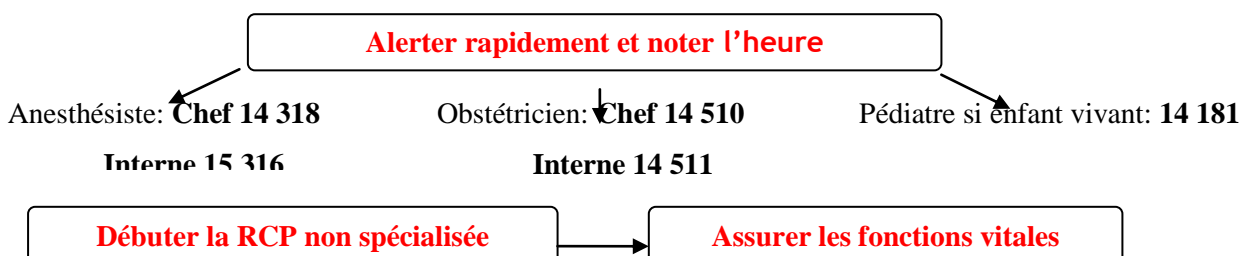 Alerter rapidement et noter l'heure
Anesthésiste: Chef 14 318 Obstétricien: Chef 14 510 Pédiatre si enfant vivant: 14 181
Interne 15 316 Interne 14 511
Débuter la RCP non spécialisée Assurer les fonctions vitales